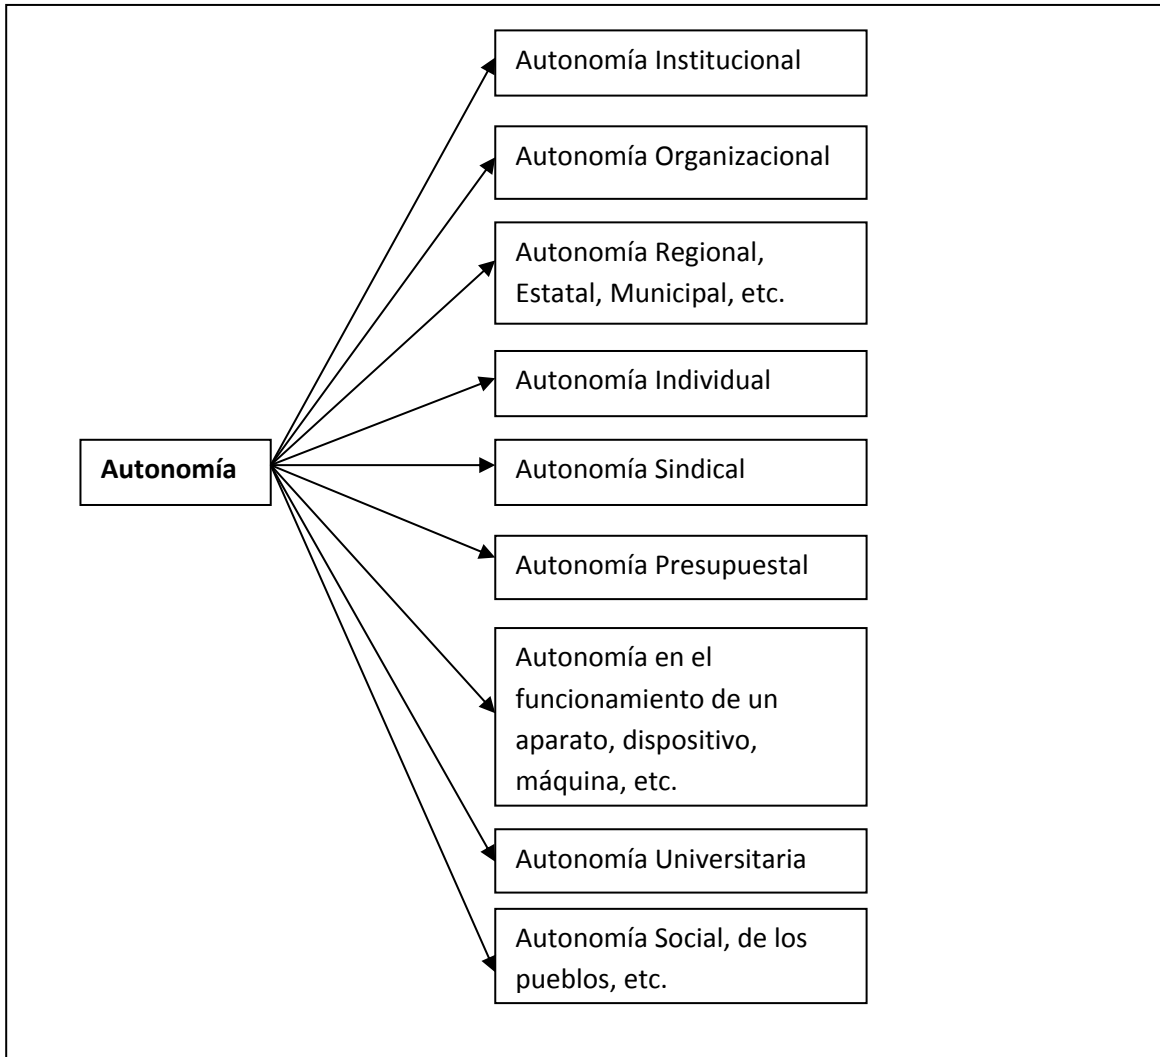 Autonomía Institucional
Autonomía Organizacional
Autonomía Regional,
Estatal, Municipal, etc.
Autonomía Individual
Autonomía
Autonomía Sindical
Autonomía Presupuestal
Autonomía en el
funcionamiento de un
aparato, dispositivo,
máquina, etc.
Autonomía Universitaria
Autonomía Social, de los
pueblos, etc.